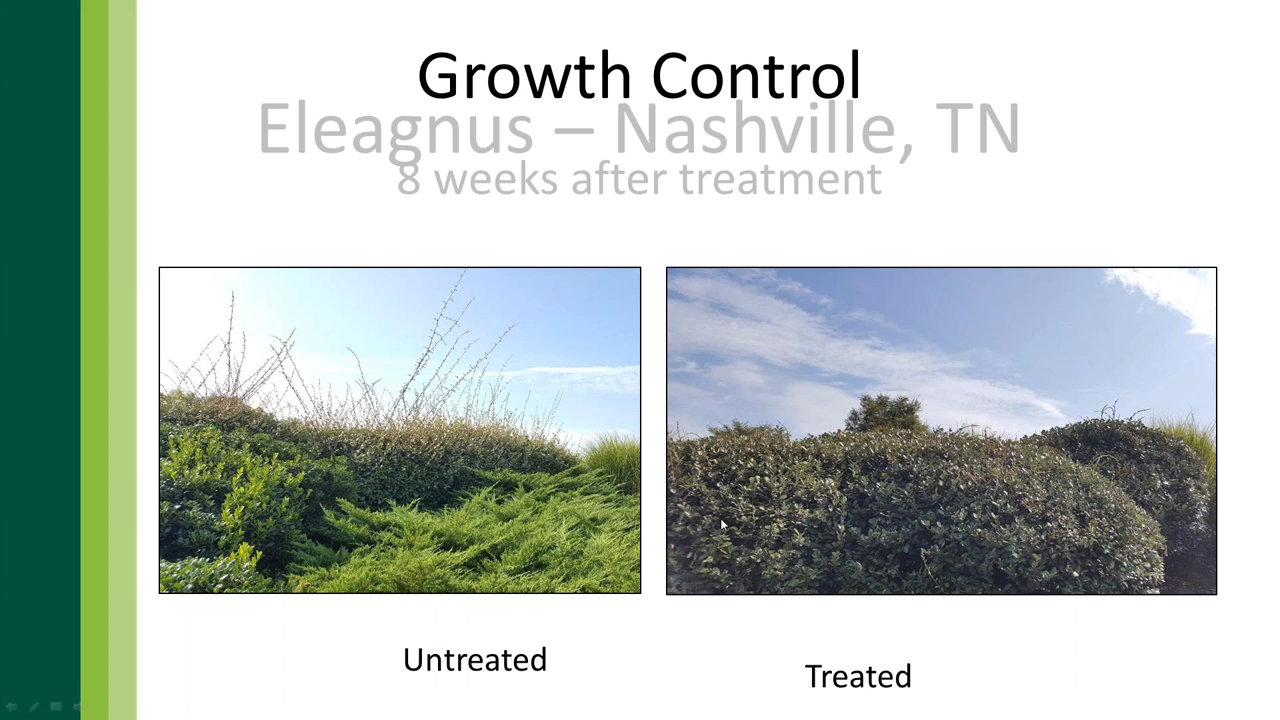 Growth Control
Eleagnus – Nashville, TN
8 weeks after treatment
Untreated
Treated